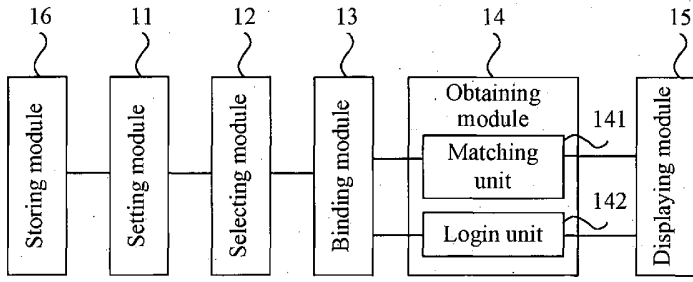 16
11
12
13
14
15
Storing module
Setting module
Selecting module
Binding module
Obtaining
module
141
Matching
unit
142
Login unit
Displaying module